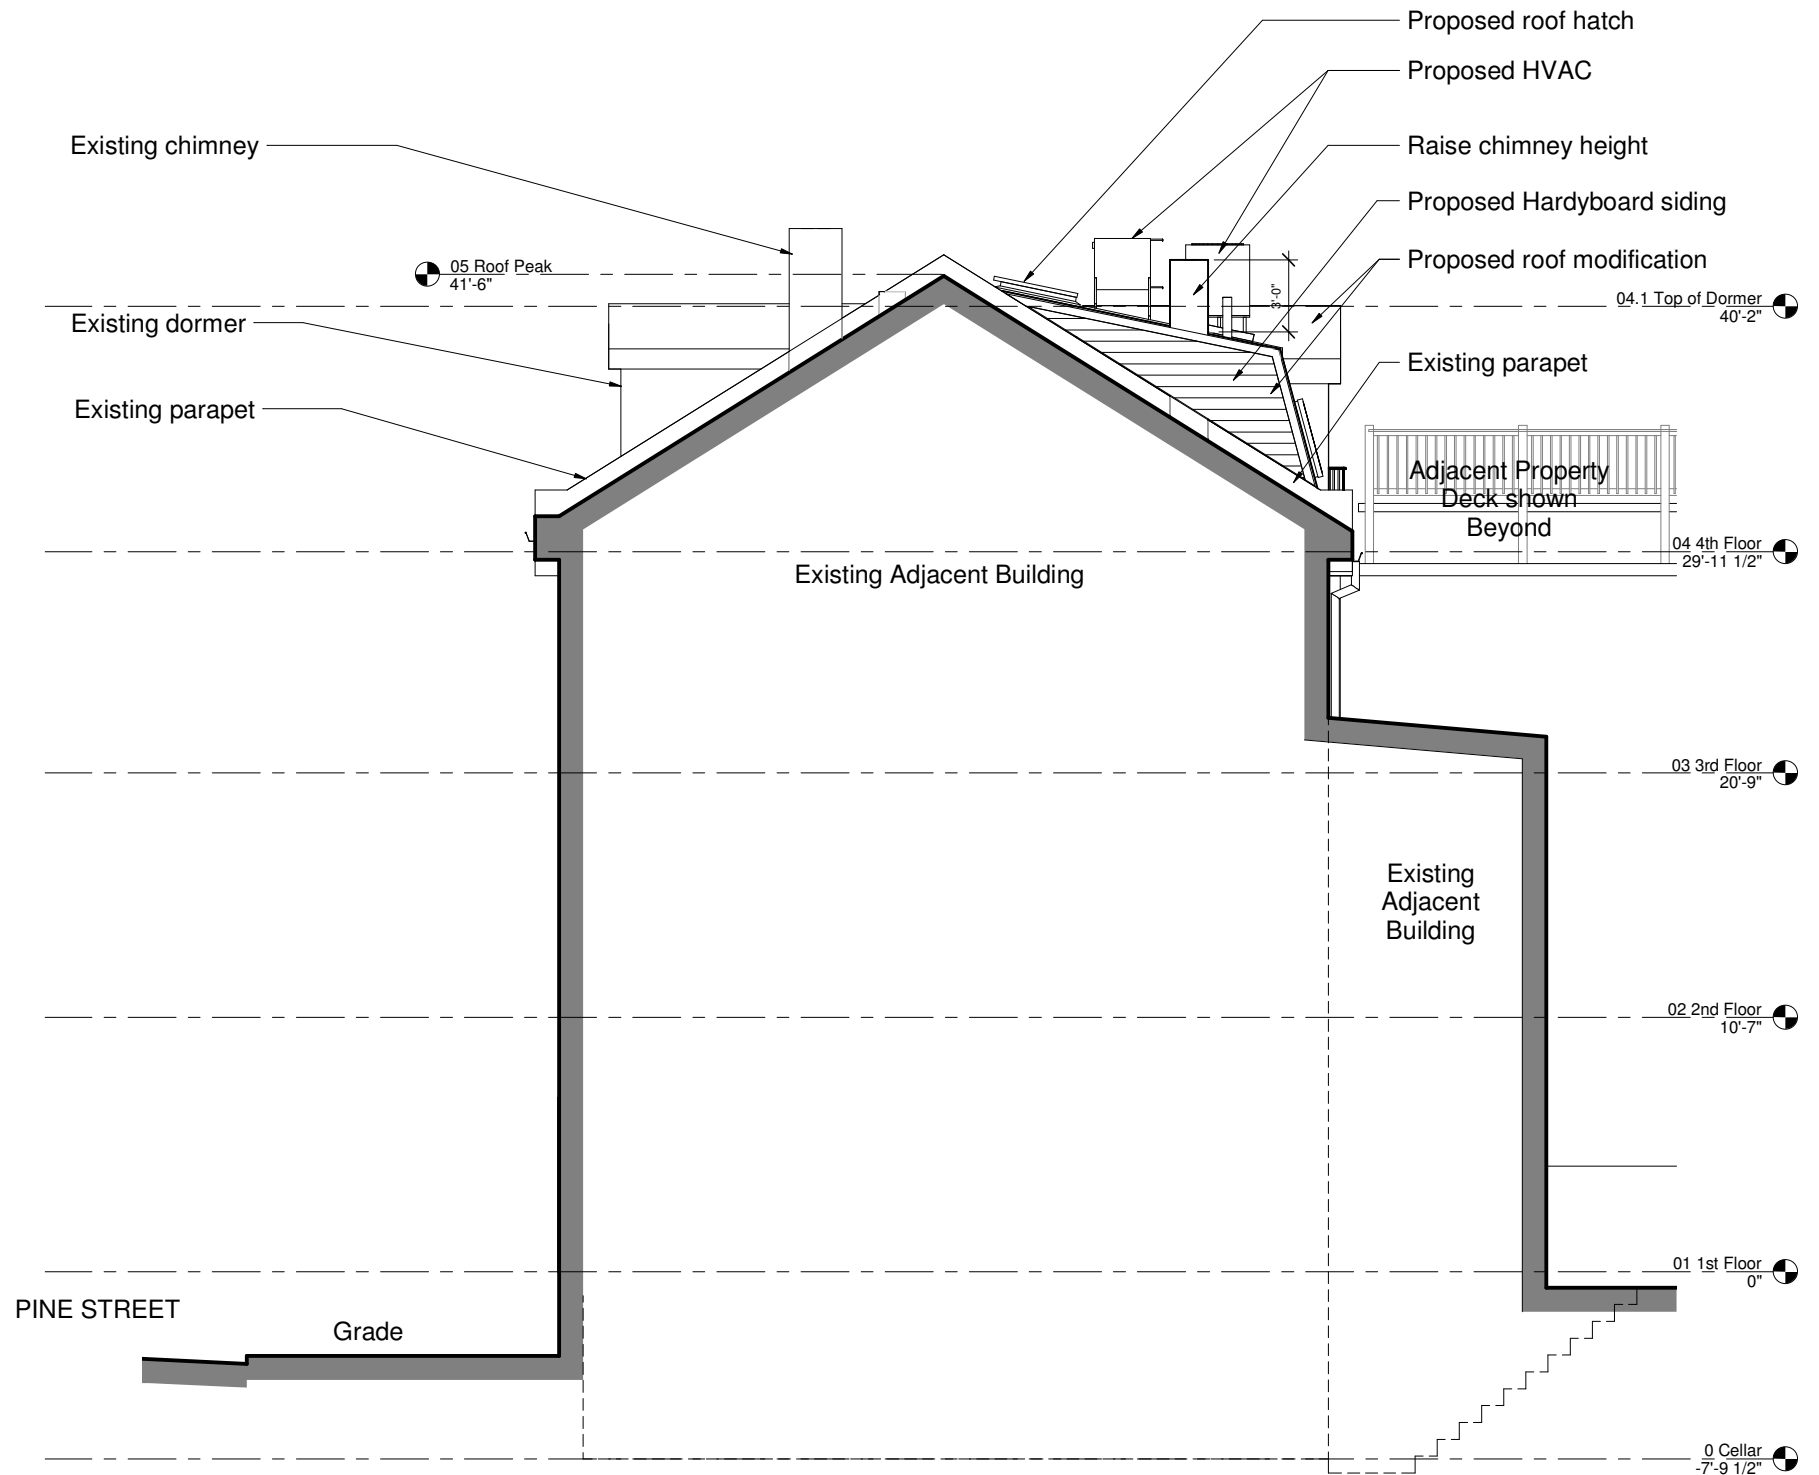 Proposed roof hatch
Proposed HVAC
Existing chimney
Raise chimney height
Proposed Hardyboard siding
Proposed roof modification
05 Roof Peak
41'-6"
3'-0"
04.1 Top of Dormer
40'-2"
Existing dormer
Existing parapet
Existing parapet
Adjacent Property
Deck shown
Beyond
04 4th Floor
29'-11 1/2"
Existing Adjacent Building
03 3rd Floor
20'-9"
Existing
Adjacent
Building
02 2nd Floor
10'-7"
01 1st Floor
0"
PINE STREET
Grade
0 Cellar
-7'-9 1/2"